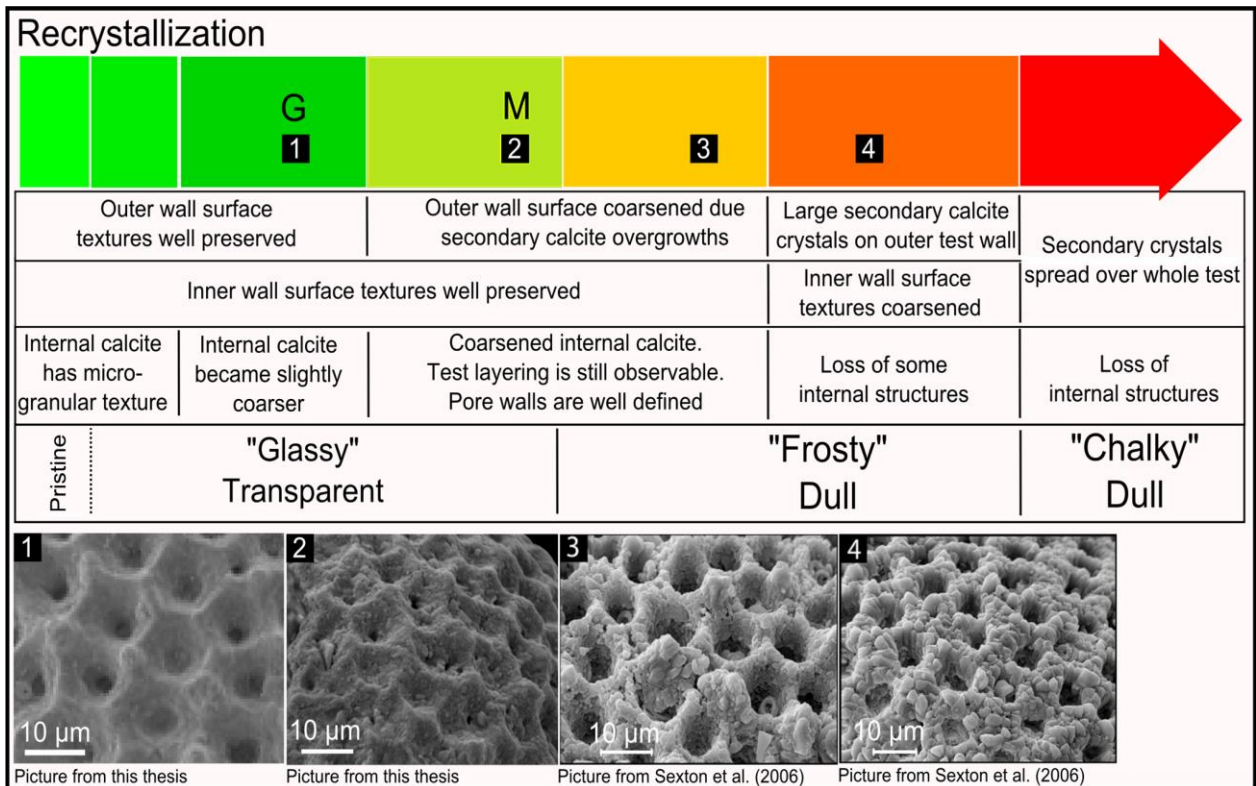 Recrystallization
G
M
1
2
3
4
Outer wall surface
textures well preserved
Outer wall surface coarsened due
secondary calcite overgrowths
Large secondary calcite
crystals on outer test wall
Secondary crystals
spread over whole test
Inner wall surface textures well preserved
Inner wall surface
textures coarsened
Internal calcite
has micro-
granular texture
Internal calcite
became slightly
coarser
Coarsened internal calcite.
Test layering is still observable.
Pore walls are well defined
Loss of some
internal structures
Loss of
internal structures
Pristine
"Glassy"
Transparent
"Frosty"
Dull
"Chalky"
Dull
1
10 µm
Picture from this thesis
2
10 µm
Picture from this thesis
3
10 µm
Picture from Sexton et al. (2006)
4
10 µm
Picture from Sexton et al. (2006)